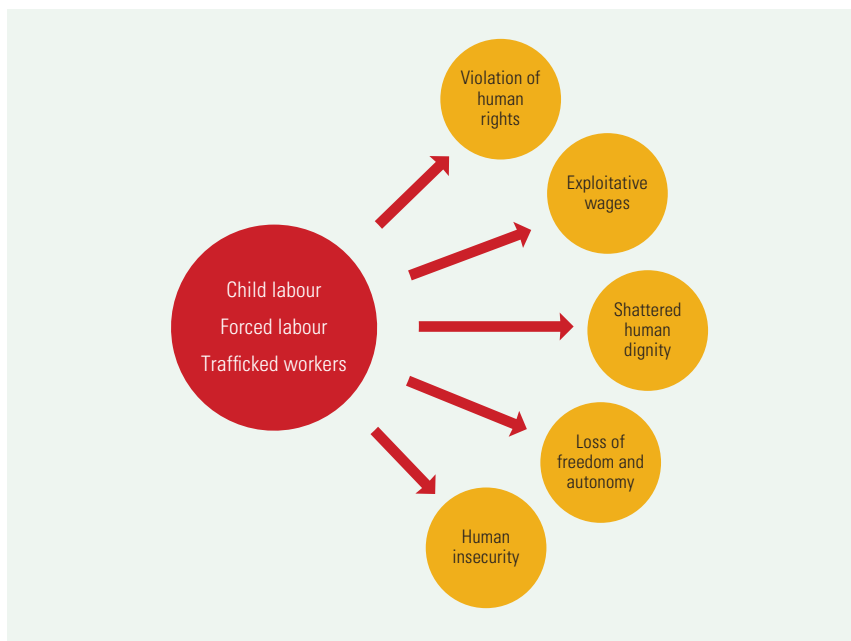 Violation of
human
rights
Exploitative
wages
Child labour
Forced labour
Trafficked workers
Shattered
human
dignity
Loss of
freedom and
autonomy
Human
insecurity